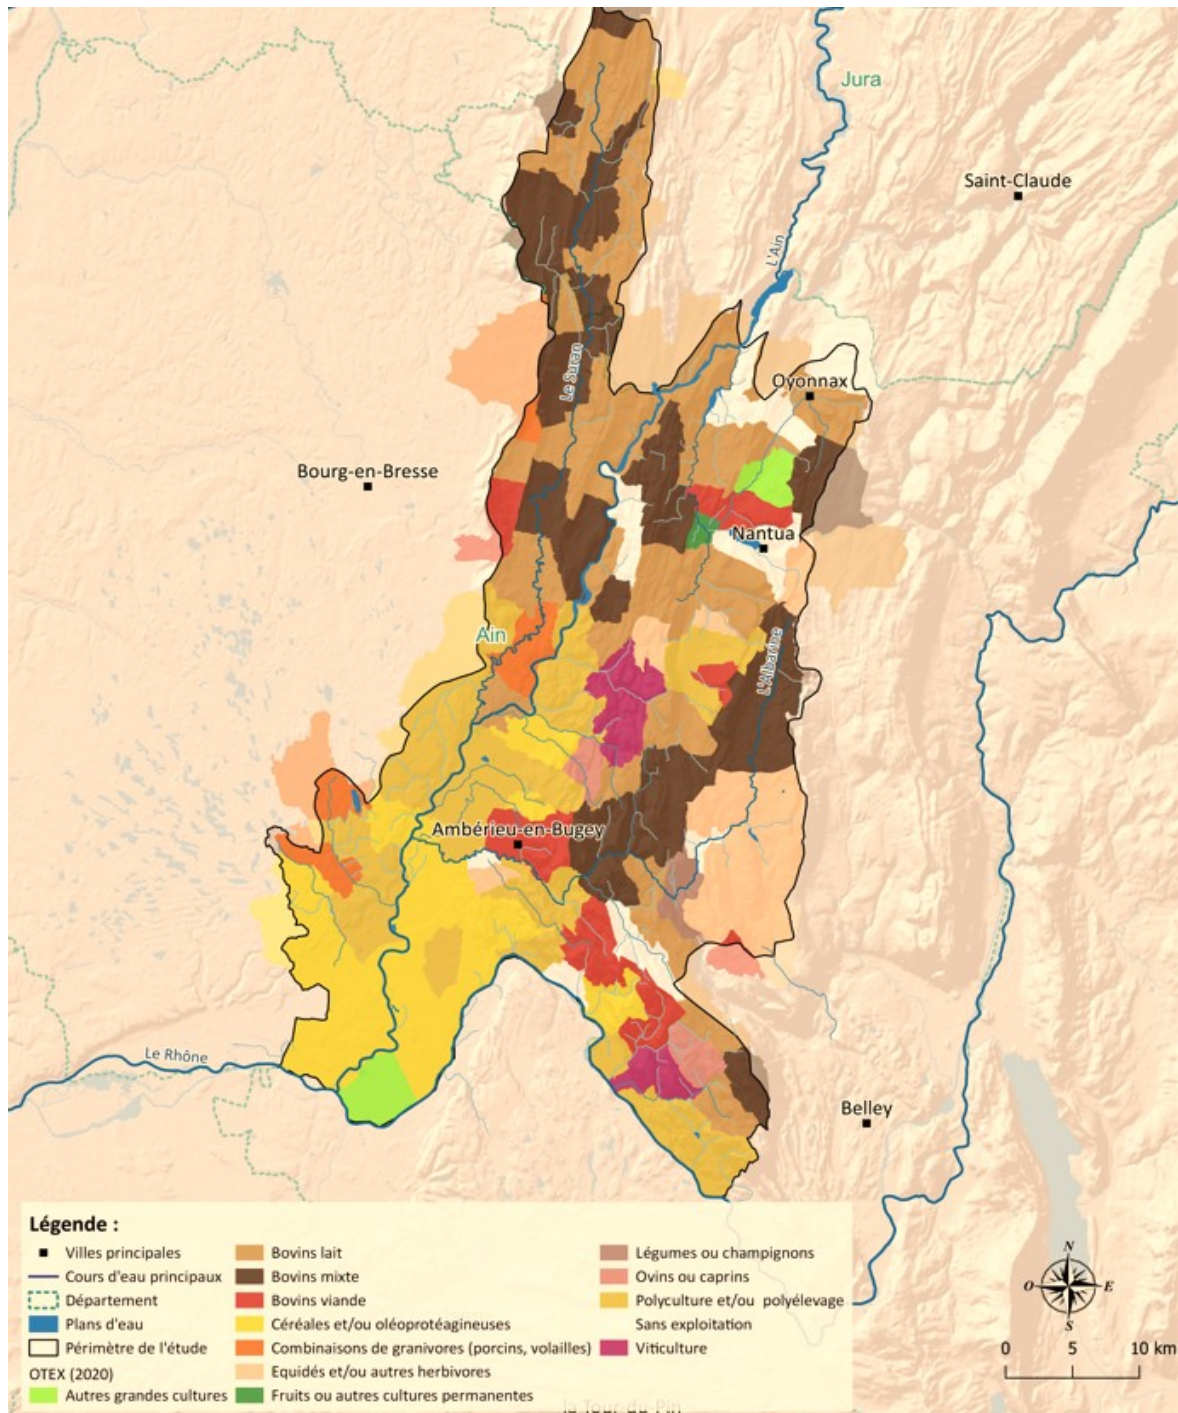 Jura
Saint-Claude
L'Ain
Le Suran
Oyonnax
Bourg-en-Bresse
Nantua
Ain
L'Albarine
Ambérieu-en-Bugey
Le Rhône
Belley
Légende :
Villes principales
Cours d'eau principaux
Département
Plans d'eau
Périmètre de l'étude
OTEX (2020)
Autres grandes cultures
Bovins lait
Bovins mixte
Bovins viande
Céréales et/ou oléoprotéagineuses
Combinaisons de granivores (porcins, volailles)
Equidés et/ou autres herbivores
Fruits ou autres cultures permanentes
Légumes ou champignons
Ovins ou caprins
Polyculture et/ou polyélevage
Sans exploitation
Viticulture
N
O
E
S
0 5 10 km
la Tour-du-Pin